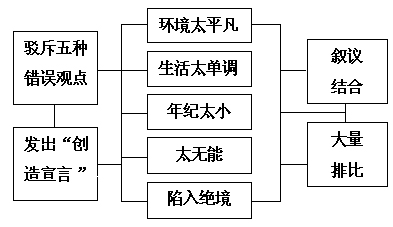 驳斥五种
错误观点
发出“创
造宣言”
环境太平凡
生活太单调
年纪太小
太无能
陷入绝境
叙议
结合
大量
排比